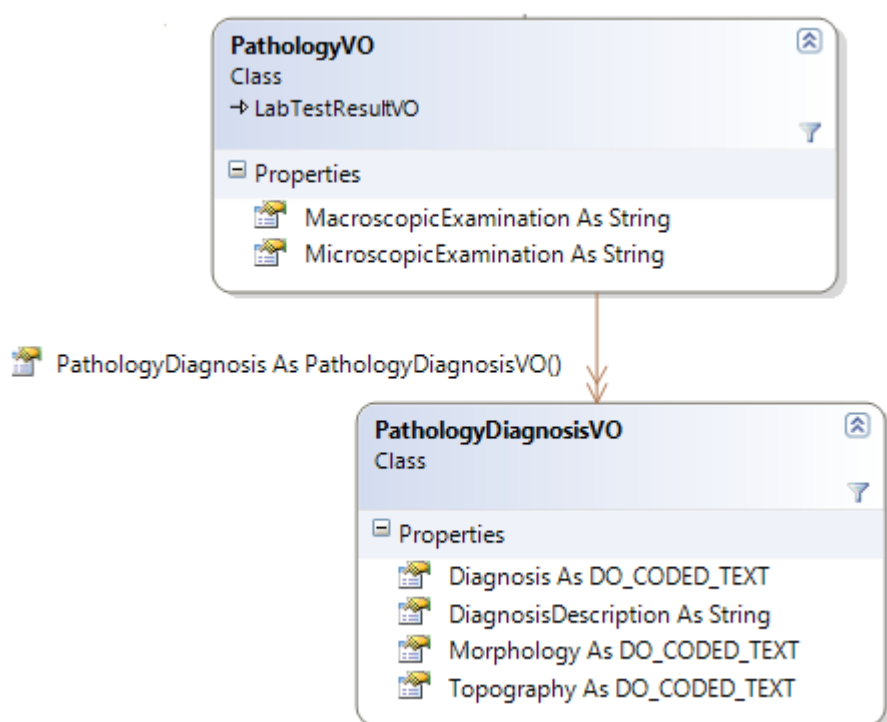 PathologyVO
Class
LabTestResultVO
Properties
MacroscopicExamination As String
MicroscopicExamination As String
PathologyDiagnosis As PathologyDiagnosisVO()
PathologyDiagnosisVO
Class
Properties
Diagnosis As DO_CODED_TEXT
DiagnosisDescription As String
Morphology As DO_CODED_TEXT
Topography As DO_CODED_TEXT